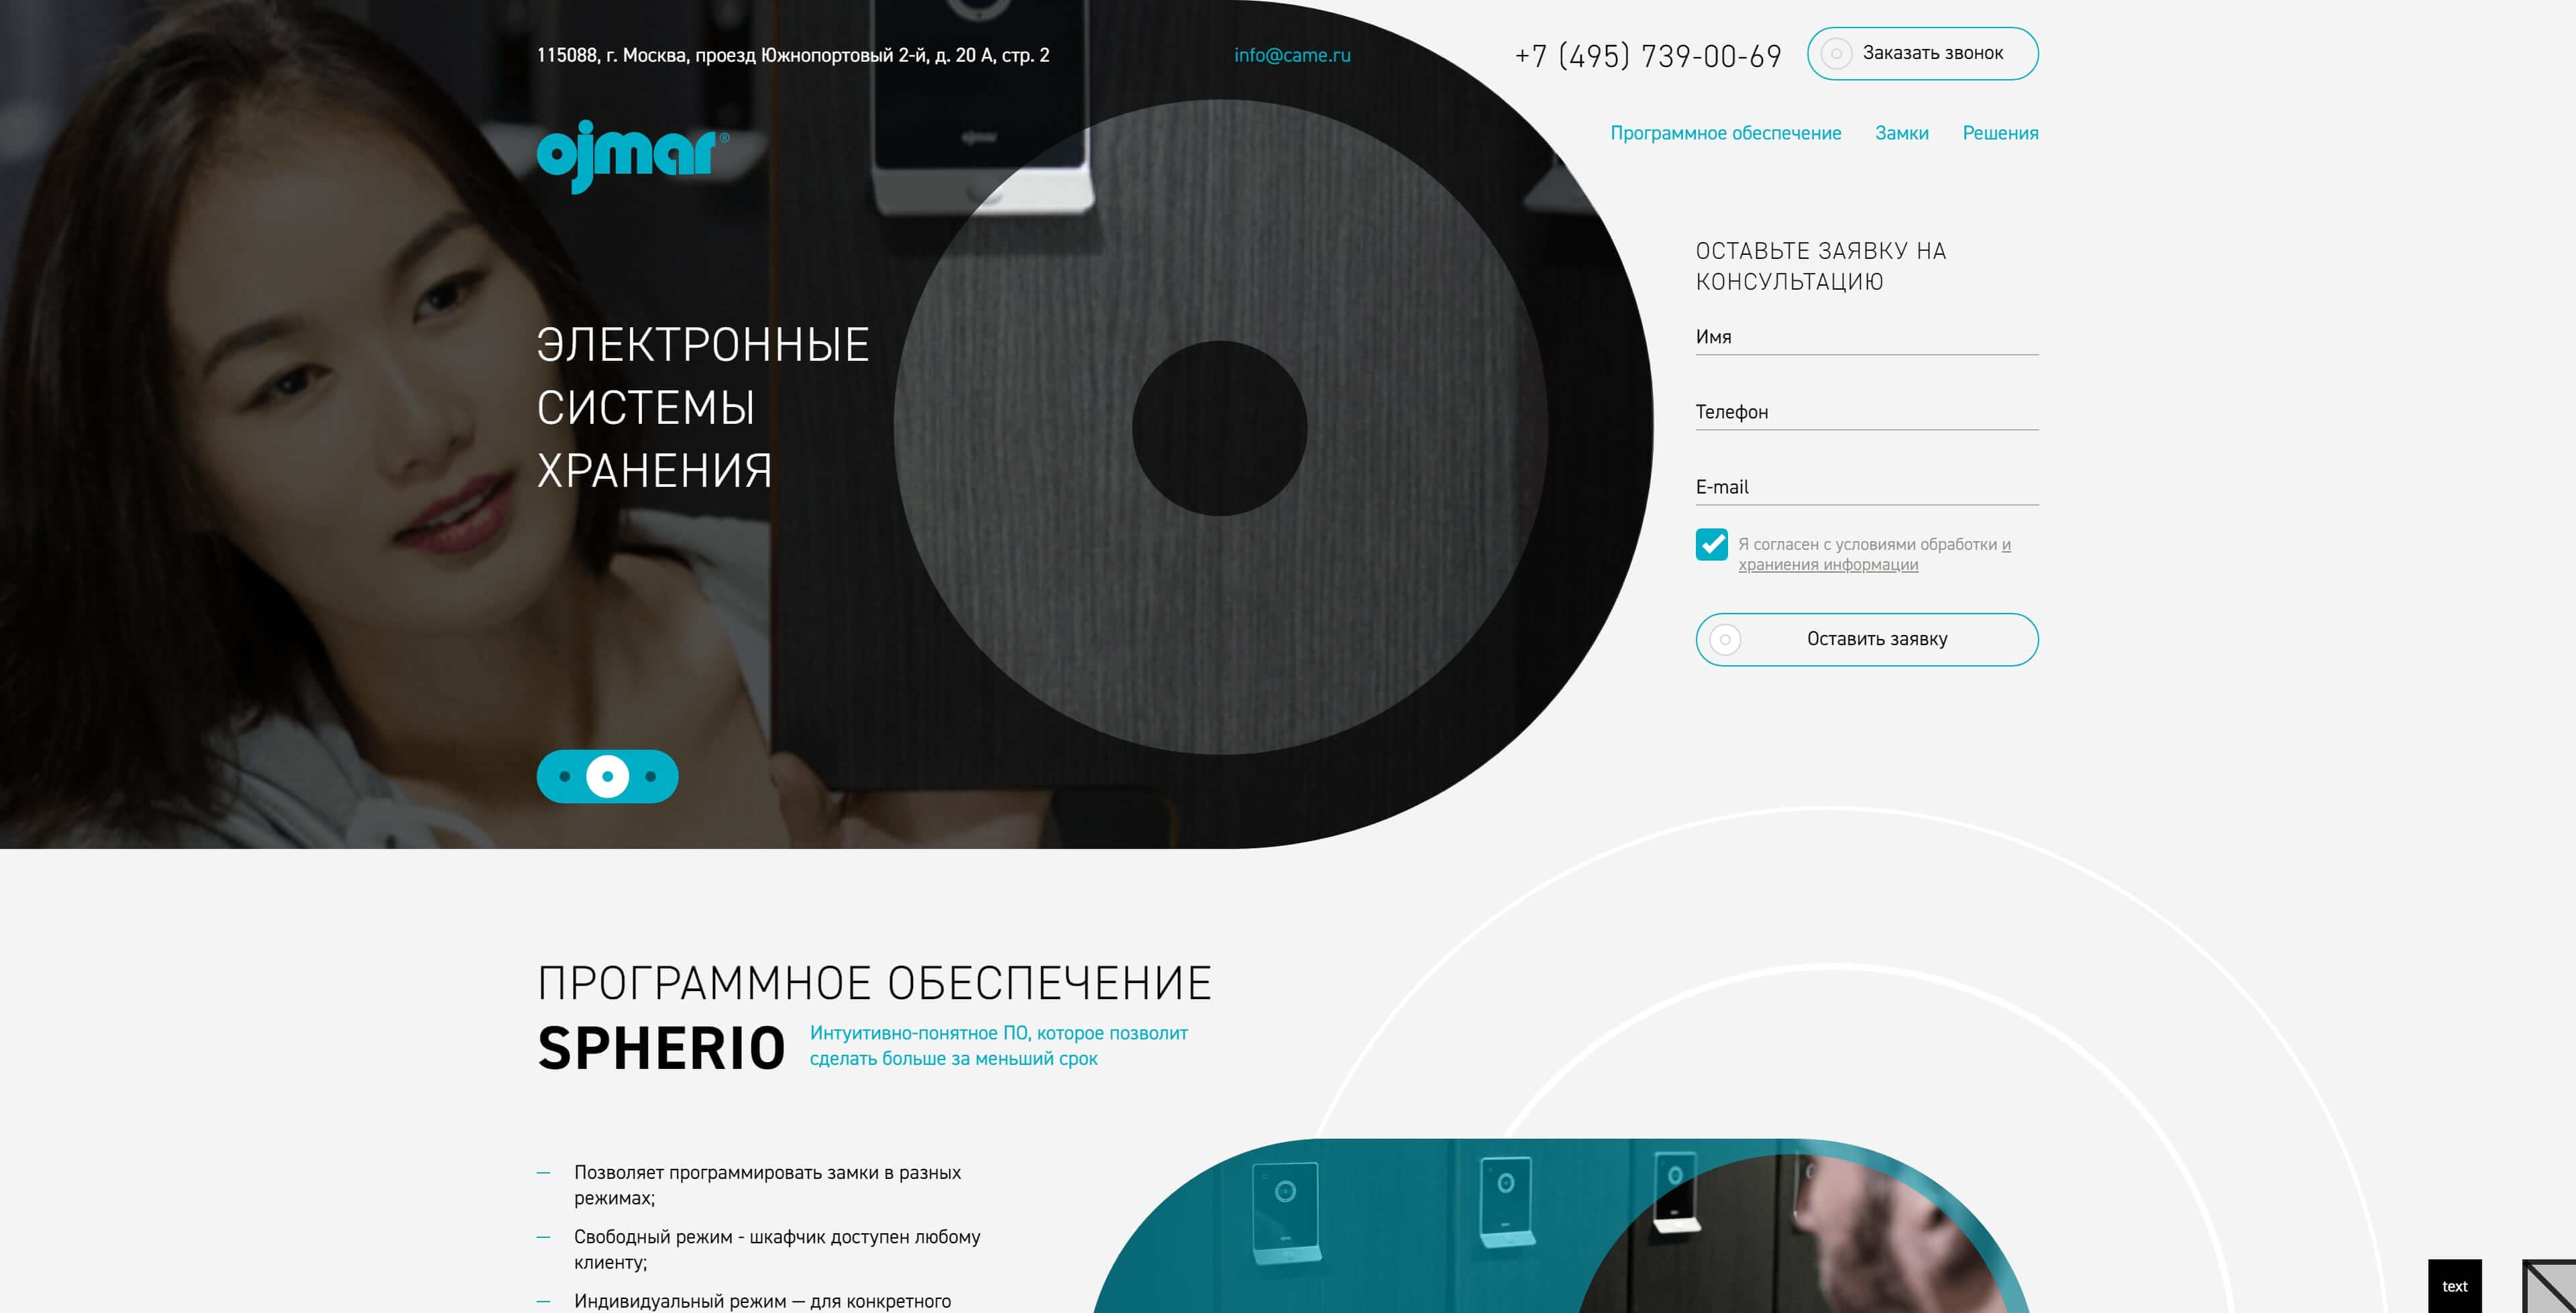 115088, г. Москва, проезд Южнопортовый 2-й, д. 20 А, стр. 2
info@came.ru
+7 (495) 739-00-69
Заказать звонок
ojmar®
Программное обеспечение
Замки
Решения
ЭЛЕКТРОННЫЕ
СИСТЕМЫ
ХРАНЕНИЯ
ОСТАВЬТЕ ЗАЯВКУ НА
КОНСУЛЬТАЦИЮ
Имя
Телефон
E-mail
Я согласен с условиями обработки и
храниения информации
Оставить заявку
ПРОГРАММНОЕ ОБЕСПЕЧЕНИЕ
SPHERIO
Интуитивно-понятное ПО, которое позволит
сделать больше за меньший срок
— Позволяет программировать замки в разных
режимах;
— Свободный режим - шкафчик доступен любому
клиенту;
— Индивидуальный режим — для конкретного
text